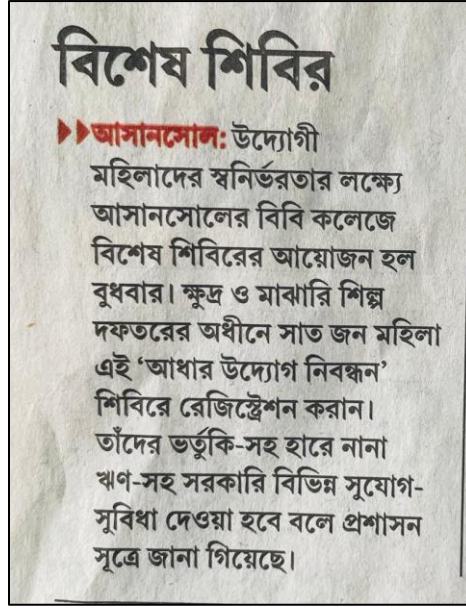 বিশেষ শিবির
আসানসোল: উদ্যোগী
মহিলাদের স্বনির্ভরতার লক্ষ্যে
আসানসোলের বিবি কলেজে
বিশেষ শিবিরের আয়োজন হল
বুধবার। ক্ষুদ্র ও মাঝারি শিল্প
দফতরের অধীনে সাত জন মহিলা
এই ‘আধার উদ্যোগ নিবন্ধন’
শিবিরে রেজিস্ট্রেশন করান।
তাঁদের ভর্তুকি-সহ হারে নানা
ঋণ-সহ সরকারি বিভিন্ন সুযোগ-
সুবিধা দেওয়া হবে বলে প্রশাসন
সূত্রে জানা গিয়েছে।